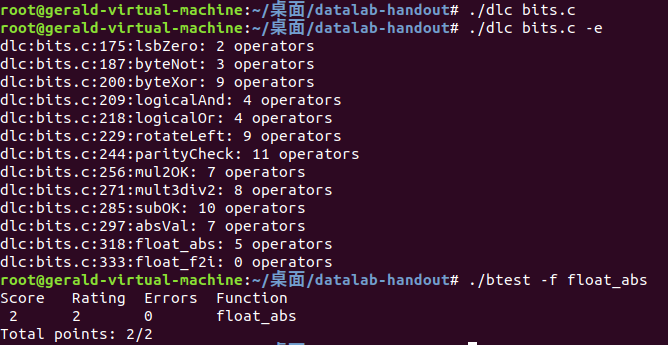 root@gerald-virtual-machine:~/桌面/datalab-handout# ./dlc bits.c
root@gerald-virtual-machine:~/桌面/datalab-handout# ./dlc bits.c -e
dlc:bits.c:175:lsbZero: 2 operators
dlc:bits.c:187:byteNot: 3 operators
dlc:bits.c:200:byteXor: 9 operators
dlc:bits.c:209:logicalAnd: 4 operators
dlc:bits.c:218:logicalOr: 4 operators
dlc:bits.c:229:rotateLeft: 9 operators
dlc:bits.c:244:parityCheck: 11 operators
dlc:bits.c:256:mul2OK: 7 operators
dlc:bits.c:271:mult3div2: 8 operators
dlc:bits.c:285:subOK: 10 operators
dlc:bits.c:297:absVal: 7 operators
dlc:bits.c:318:float_abs: 5 operators
dlc:bits.c:333:float_f2i: 0 operators
root@gerald-virtual-machine:~/桌面/datalab-handout# ./btest -f float_abs
Score Rating Errors Function
2 2 0 float_abs
Total points: 2/2